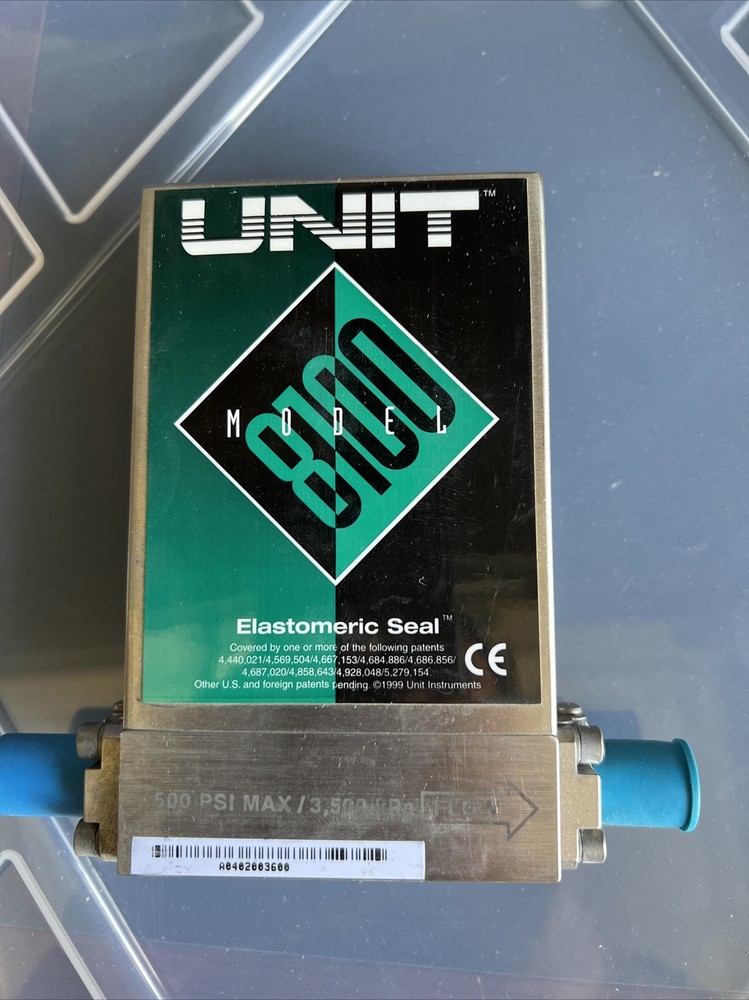 UNIT™
MODEL
8100
Elastomeric Seal™
Covered by one or more of the following patents
4,440,021/4,569,504/4,667,153/4,684,886/4,686,856/
4,687,020/4,858,643/4,928,048/5,279,154.
Other U.S. and foreign patents pending. ©1999 Unit Instruments
CE
500 PSI MAX / 3,500 kPa FLOW
A0402003600